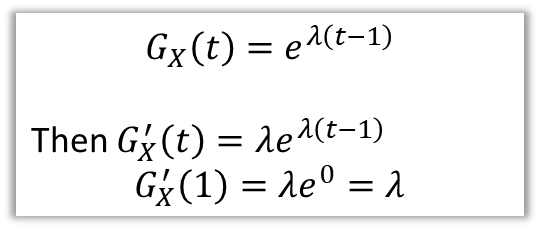 G_X(t) = e^{λ(t−1)}
Then G′_X(t) = λe^{λ(t−1)}
G′_X(1) = λe^0 = λ